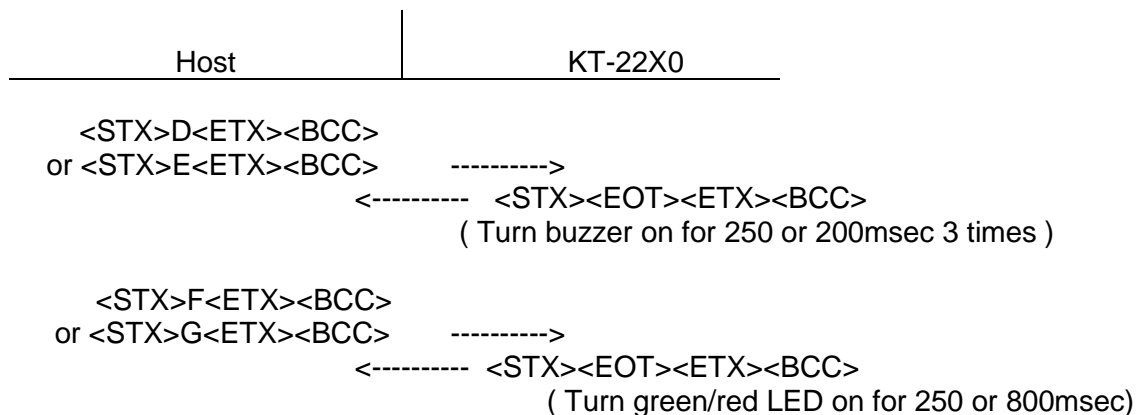 Host KT-22X0
<STX>D<ETX><BCC>
or <STX>E<ETX><BCC> ---------->
<---------- <STX><EOT><ETX><BCC>
( Turn buzzer on for 250 or 200msec 3 times )
<STX>F<ETX><BCC>
or <STX>G<ETX><BCC> ---------->
<---------- <STX><EOT><ETX><BCC>
( Turn green/red LED on for 250 or 800msec)